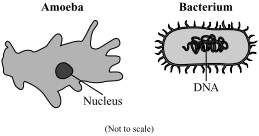 Amoeba
Bacterium
Nucleus
DNA
(Not to scale)